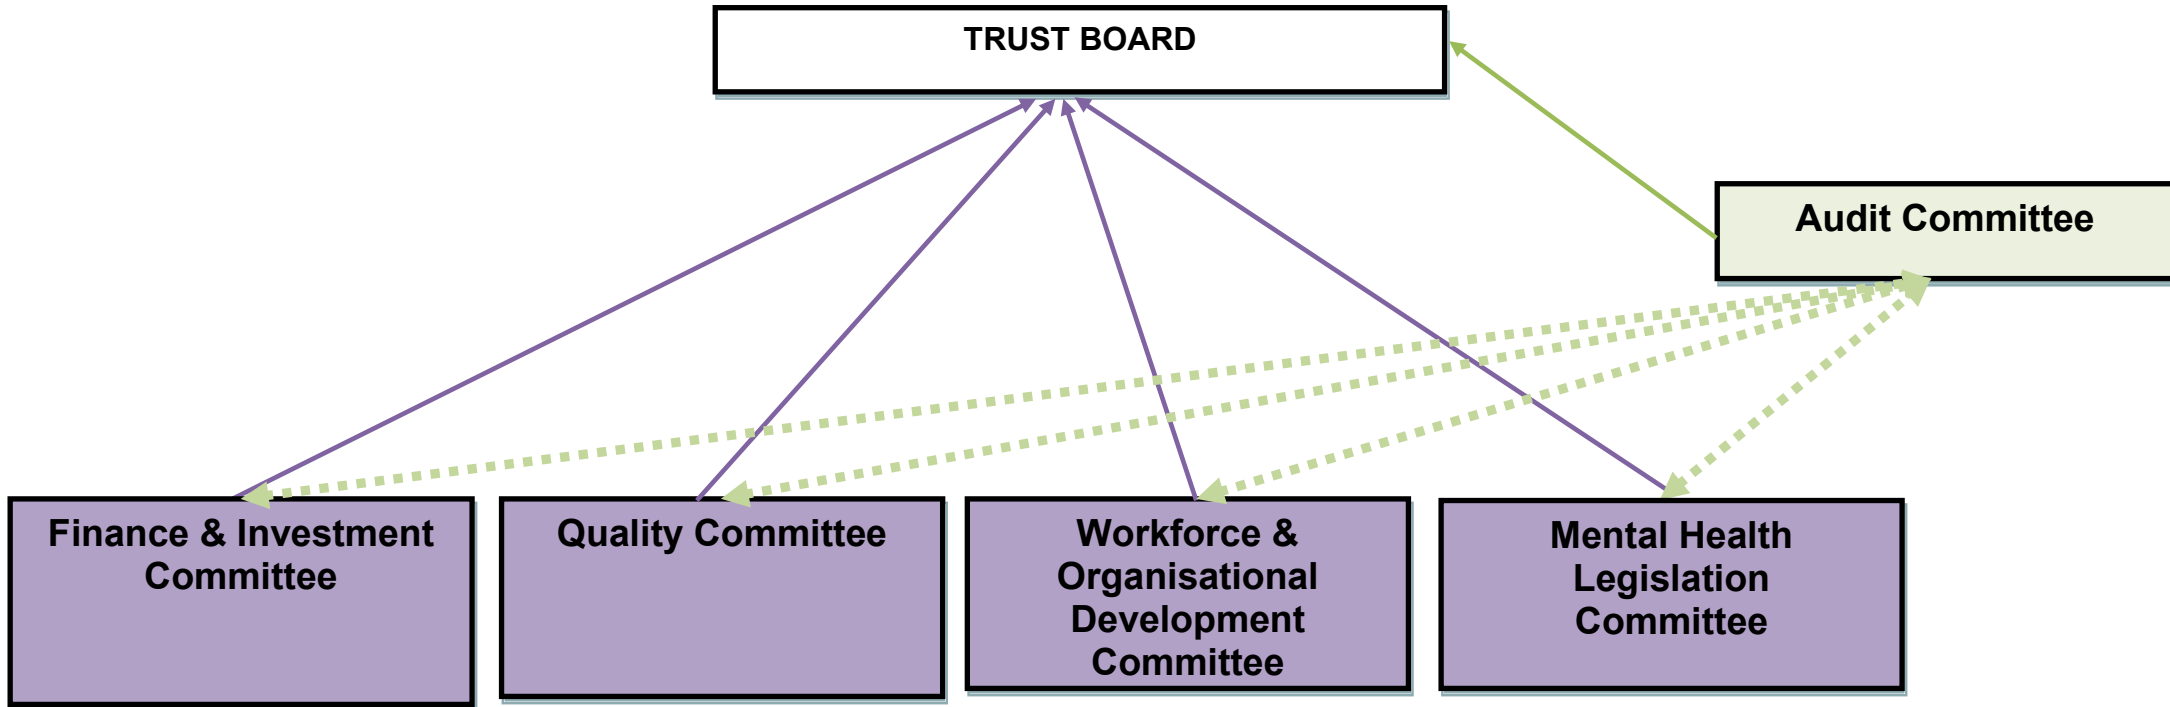 TRUST BOARD
Audit Committee
Finance & Investment
Committee
Quality Committee
Workforce &
Organisational
Development
Committee
Mental Health
Legislation
Committee